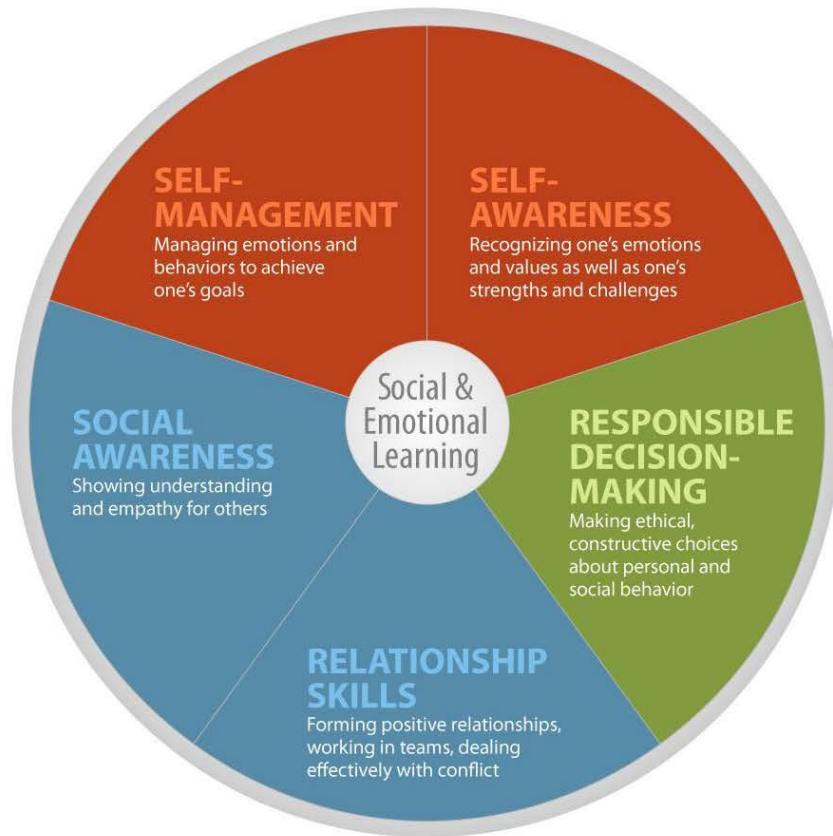 SELF-
MANAGEMENT
Managing emotions and
behaviors to achieve
one’s goals
SELF-
AWARENESS
Recognizing one’s emotions
and values as well as one’s
strengths and challenges
Social &
Emotional
Learning
SOCIAL
AWARENESS
Showing understanding
and empathy for others
RESPONSIBLE
DECISION-
MAKING
Making ethical,
constructive choices
about personal and
social behavior
RELATIONSHIP
SKILLS
Forming positive relationships,
working in teams, dealing
effectively with conflict